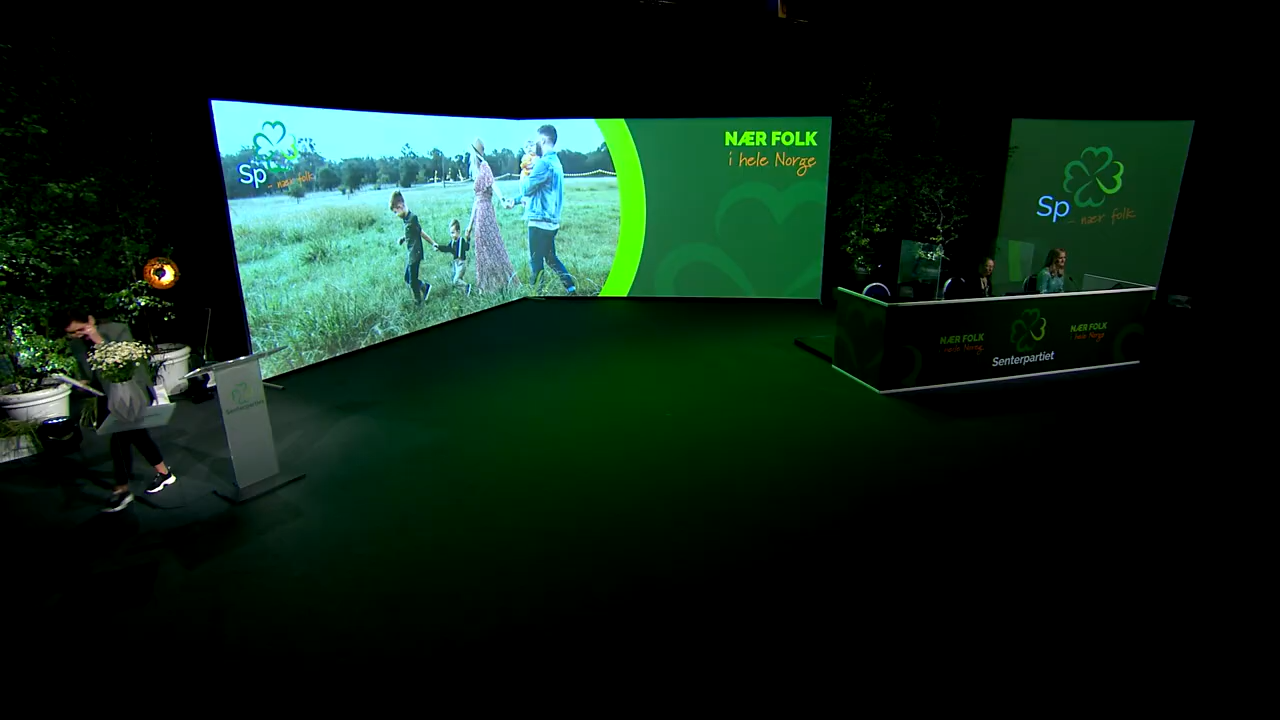 Sp
- nær folk
NÆR FOLK
i hele Norge
Sp
- nær folk
NÆR FOLK
i hele Norge
NÆR FOLK
i hele Norge
Senterpartiet
Senterpartiet